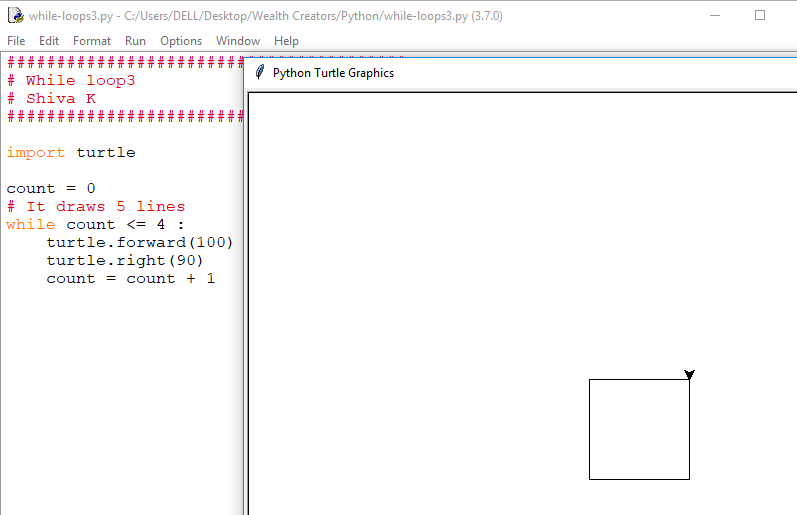 while-loops3.py - C:/Users/DELL/Desktop/Wealth Creators/Python/while-loops3.py (3.7.0)
File Edit Format Run Options Window Help
########################################
# While loop3
Python Turtle Graphics
# Shiva K
########################
import turtle
count = 0
# It draws 5 lines
while count <= 4 :
    turtle.forward(100)
    turtle.right(90)
    count = count + 1